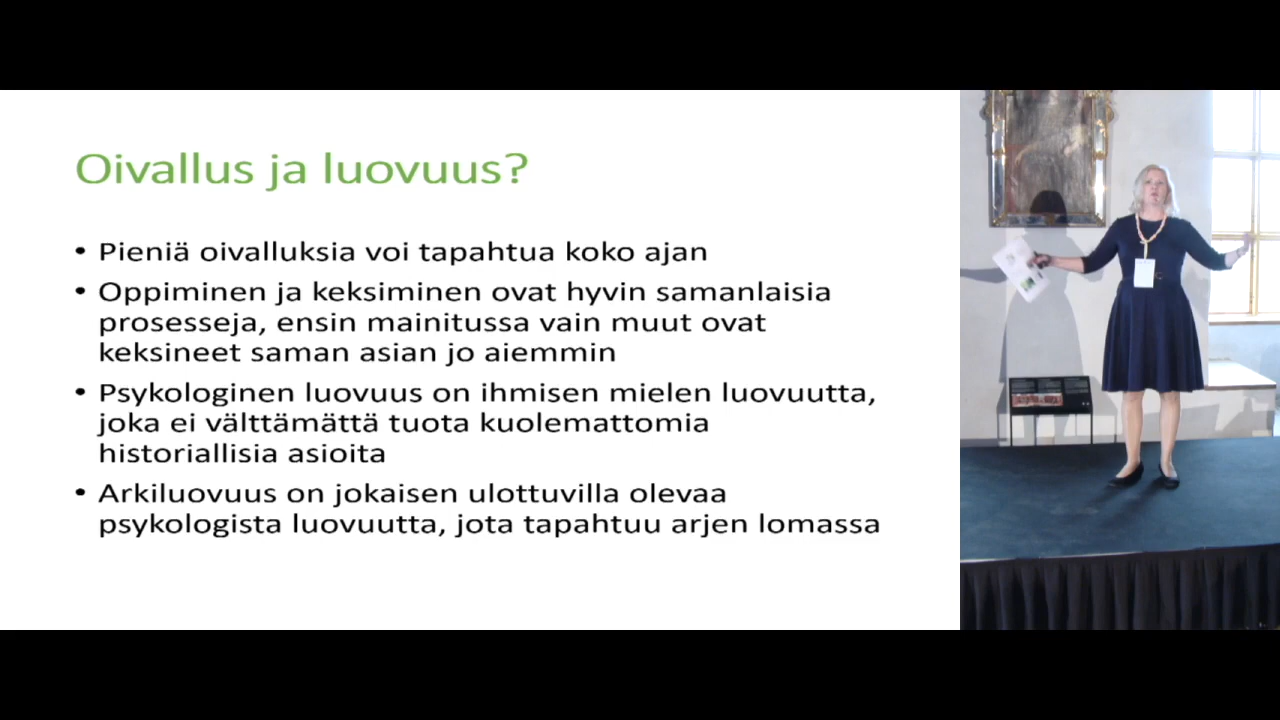 Oivallus ja luovuus?
• Pieniä oivalluksia voi tapahtua koko ajan
• Oppiminen ja keksiminen ovat hyvin samanlaisia
prosesseja, ensin mainitussa vain muut ovat
keksineet saman asian jo aiemmin
• Psykologinen luovuus on ihmisen mielen luovuutta,
joka ei välttämättä tuota kuolemattomia
historiallisia asioita
• Arkiluovuus on jokaisen ulottuvilla olevaa
psykologista luovuutta, jota tapahtuu arjen lomassa